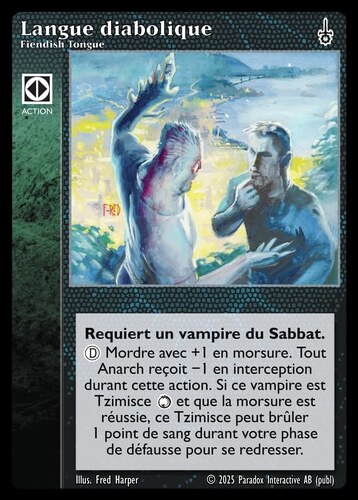 Langue diabolique
Fiendish Tongue
ACTION
F-RED
Requiert un vampire du Sabbat.
Ⓓ Mordre avec +1 en morsure. Tout
Anarch reçoit −1 en interception
durant cette action. Si ce vampire est
Tzimisce et que la morsure est
réussie, ce Tzimisce peut brûler
1 point de sang durant votre phase
de défausse pour se redresser.
Illus. Fred Harper
© 2025 Paradox Interactive AB (publ)